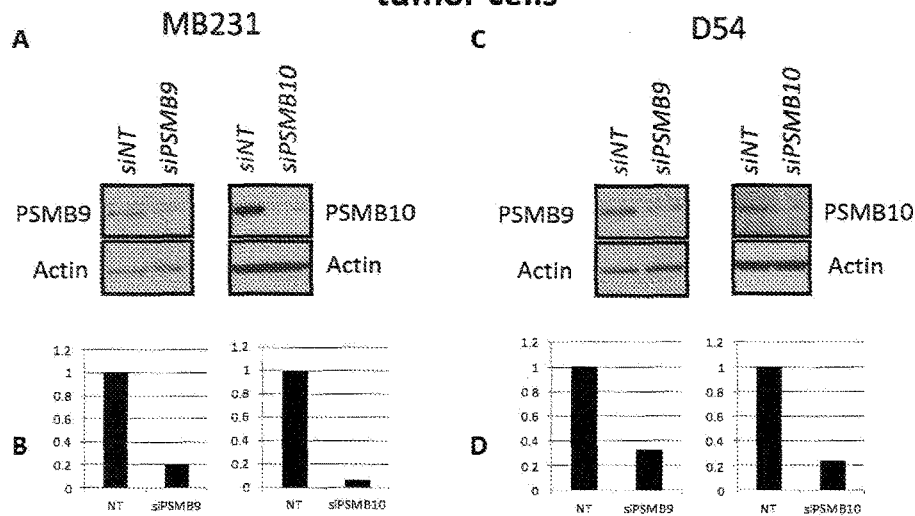 tumor cells
MB231
D54
A
C
siNT
siPSMB9
siNT
siPSMB10
siNT
siPSMB9
siNT
siPSMB10
PSMB9
PSMB10
PSMB9
PSMB10
Actin
Actin
Actin
Actin
B
1.2
1
0.8
0.6
0.4
0.2
0
NT
siPSMB9
1.2
1
0.8
0.6
0.4
0.2
0
NT
siPSMB10
D
1.2
1
0.8
0.6
0.4
0.2
0
NT
siPSMB9
1.2
1
0.8
0.6
0.4
0.2
0
NT
siPSMB10